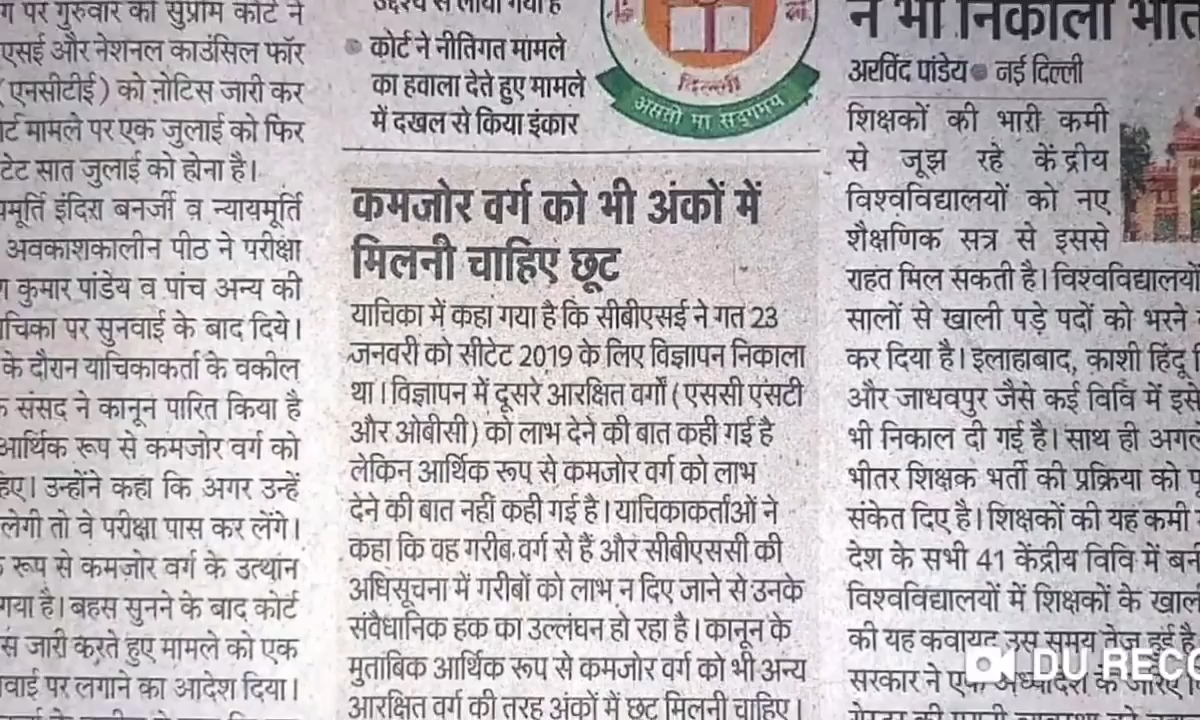 ग पर गुरुवार को सुप्रीम कोर्ट ने
एसई और नेशनल काउंसिल फॉर
(एनसीटीई) को नोटिस जारी कर
र्ट मामले पर एक जुलाई को फिर
टेट सात जुलाई को होना है।
यमूर्ति इंदिरा बनर्जी व न्यायमूर्ति
अवकाशकालीन पीठ ने परीक्षा
ग कुमार पांडेय व पांच अन्य की
याचिका पर सुनवाई के बाद दिये।
के दौरान याचिकाकर्ता के वकील
संसद ने कानून पारित किया है
आर्थिक रूप से कमजोर वर्ग को
हिए। उन्होंने कहा कि अगर उन्हें
लेगी तो वे परीक्षा पास कर लेंगे।
रूप से कमजोर वर्ग के उत्थान
गया है। बहस सुनने के बाद कोर्ट
स जारी करते हुए मामले को एक
नवाई पर लगाने का आदेश दिया।
उद्देश्य से लाया गया है
कोर्ट ने नीतिगत मामले
का हवाला देते हुए मामले
में दखल से किया इंकार
दिल्ली
असतो मा सद्गमय
कमजोर वर्ग को भी अंकों में
मिलनी चाहिए छूट
याचिका में कहा गया है कि सीबीएसई ने गत 23
जनवरी को सीटेट 2019 के लिए विज्ञापन निकाला
था। विज्ञापन में दूसरे आरक्षित वर्गों (एससी एसटी
और ओबीसी) को लाभ देने की बात कही गई है
लेकिन आर्थिक रूप से कमजोर वर्ग को लाभ
देने की बात नहीं कही गई है। याचिकाकर्ताओं ने
कहा कि वह गरीब वर्ग से हैं और सीबीएससी की
अधिसूचना में गरीबों को लाभ न दिए जाने से उनके
संवैधानिक हक का उल्लंघन हो रहा है। कानून के
मुताबिक आर्थिक रूप से कमजोर वर्ग को भी अन्य
आरक्षित वर्ग की तरह अंकों में छूट मिलनी चाहिए।
ने भी निकाली भर्ती
अरविंद पांडेय ● नई दिल्ली
शिक्षकों की भारी कमी
से जूझ रहे केंद्रीय
विश्वविद्यालयों को नए
शैक्षणिक सत्र से इससे
राहत मिल सकती है। विश्वविद्यालयों
सालों से खाली पड़े पदों को भरने
कर दिया है। इलाहाबाद, काशी हिंदू
और जाधवपुर जैसे कई विवि में इस
भी निकाल दी गई है। साथ ही अगले
भीतर शिक्षक भर्ती की प्रक्रिया को
संकेत दिए है। शिक्षकों की यह कमी
देश के सभी 41 केंद्रीय विवि में बन
विश्वविद्यालयों में शिक्षकों के खाल
की यह कवायद उस समय तेज हुई है
सरकार ने एक अध्यादेश के जरिए
DU RECO